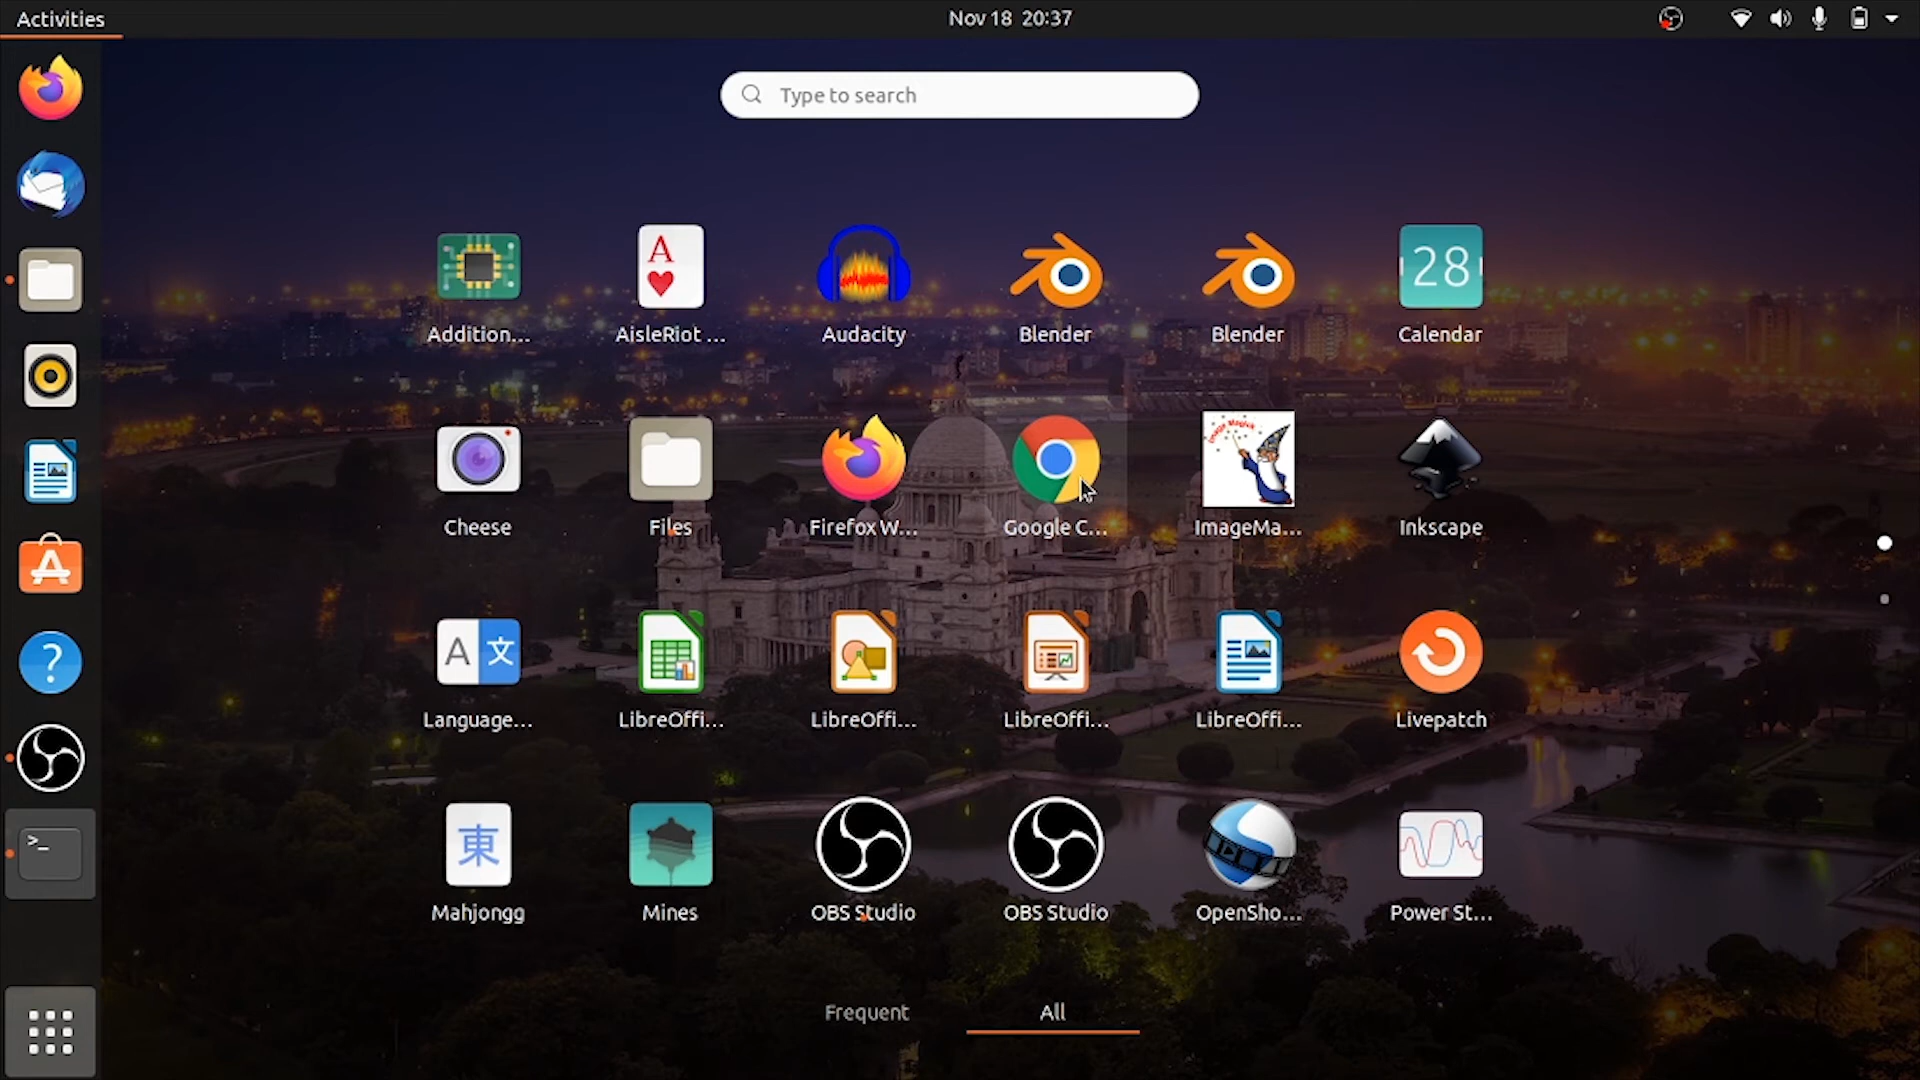 Activities
Nov 18 20:37
Type to search
Addition...
AisleRiot ...
Audacity
Blender
Blender
Calendar
A
28
Cheese
Files
Firefox W...
Google C...
ImageMa...
Inkscape
Image Magick
Language...
LibreOffi...
LibreOffi...
LibreOffi...
LibreOffi...
Livepatch
A 文
?
>_
東
Mahjongg
Mines
OBS Studio
OBS Studio
OpenSho...
Power St...
Frequent
All